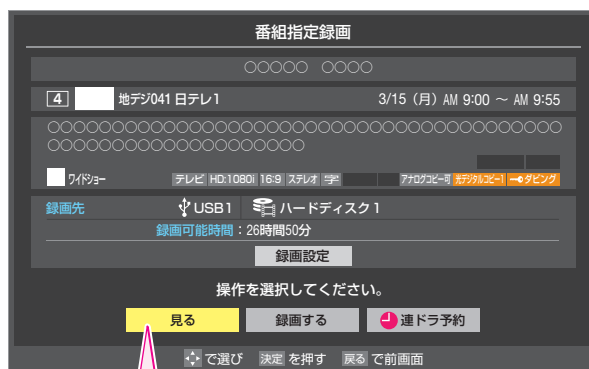 番組指定録画
○○○○○ ○○○○
4 地デジ041 日テレ1 3/15（月）AM 9:00 ～ AM 9:55
○○○○○○○○○○○○○○○○○○○○○○○○○○○○○○○○○○○○○○○○
○○○○○○○○○○○○○○○○○○○○
ワイドショー テレビ HD:1080i 16:9 ステレオ 字 アナログコピー可 光デジタルコピー1 ダビング
録画先 USB1 ハードディスク1
録画可能時間：26時間50分
録画設定
操作を選択してください。
見る 録画する 連ドラ予約
で選び 決定 を押す 戻る で前画面